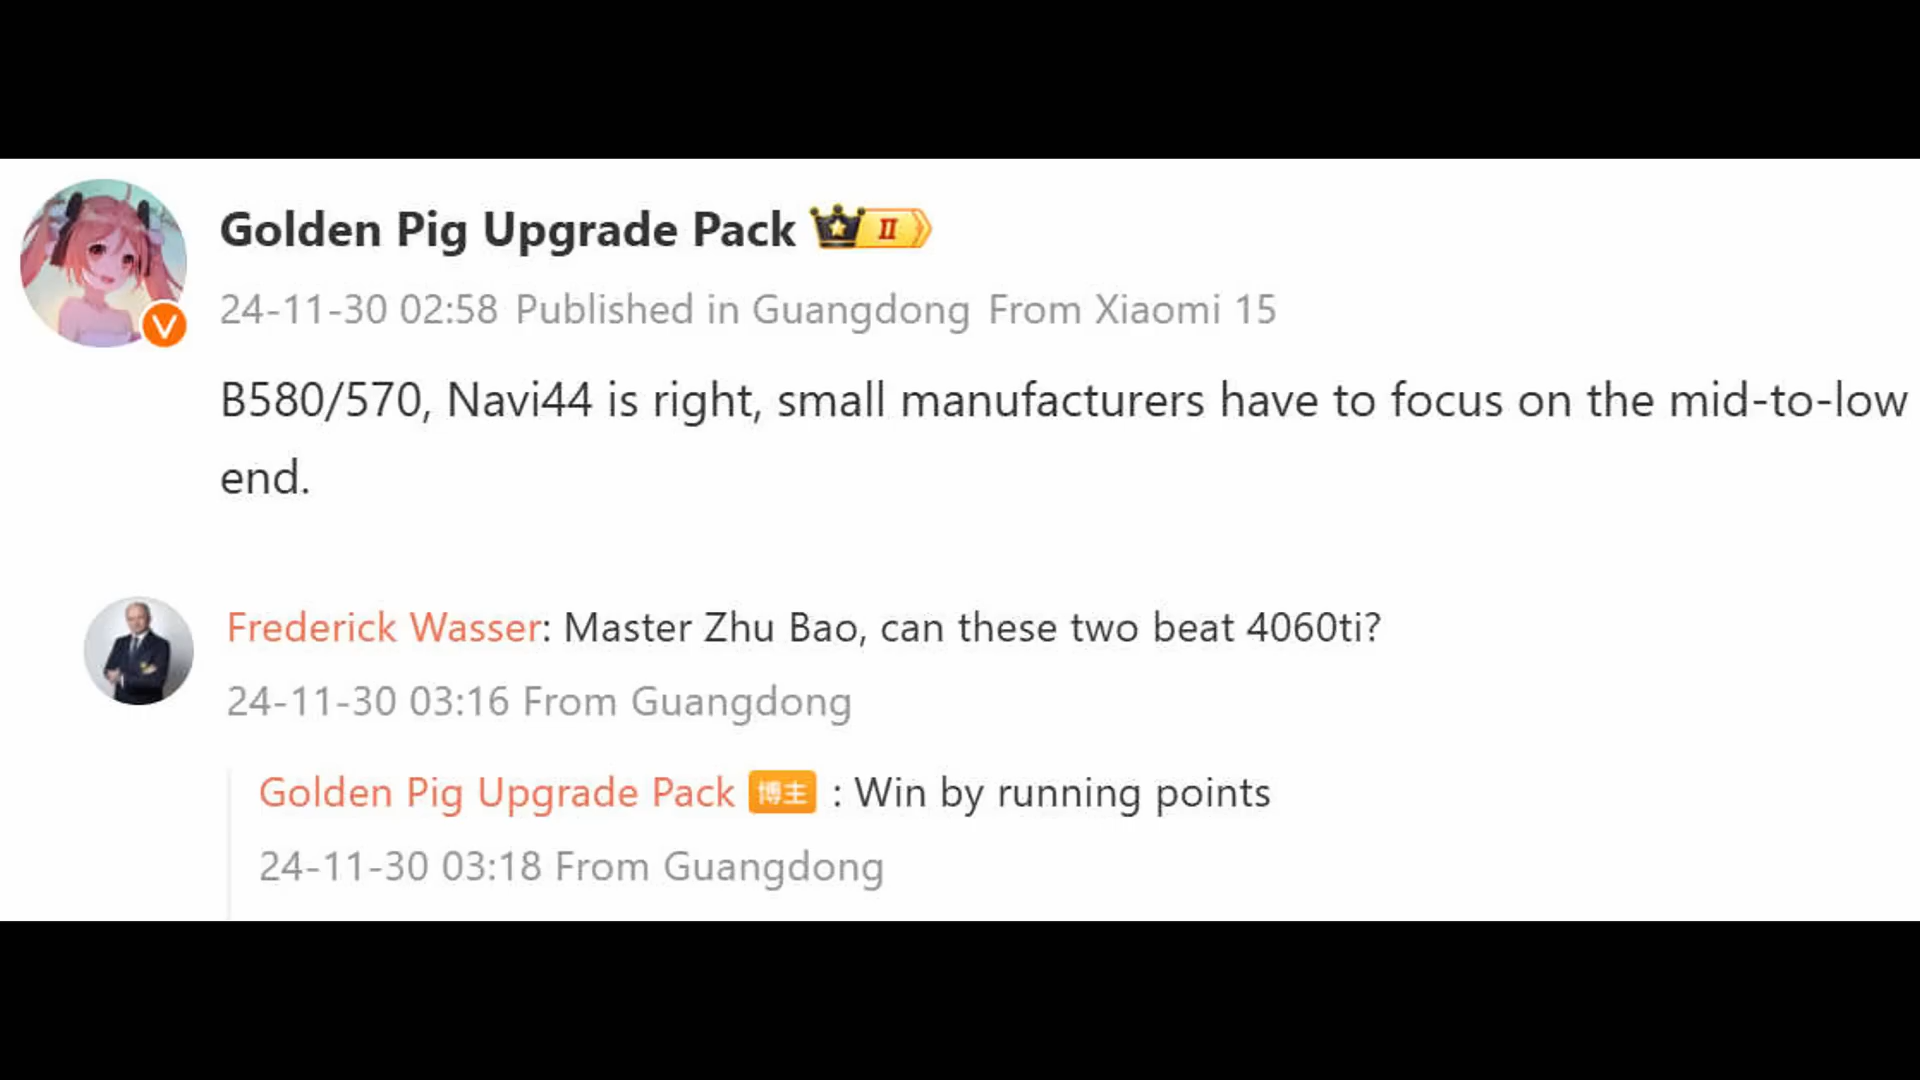 Golden Pig Upgrade Pack II
24-11-30 02:58 Published in Guangdong From Xiaomi 15
B580/570, Navi44 is right, small manufacturers have to focus on the mid-to-low
end.
Frederick Wasser: Master Zhu Bao, can these two beat 4060ti?
24-11-30 03:16 From Guangdong
Golden Pig Upgrade Pack 博主 : Win by running points
24-11-30 03:18 From Guangdong